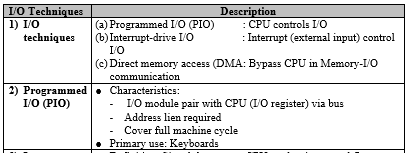 I/O Techniques Description
1) I/O techniques
(a) Programmed I/O (PIO) : CPU controls I/O
(b) Interrupt-drive I/O : Interrupt (external input) control
I/O
(c) Direct memory access (DMA: Bypass CPU in Memory-I/O
communication
2) Programmed I/O (PIO)
● Characteristics:
- I/O module pair with CPU (I/O register) via bus
- Address lien required
- Cover full machine cycle
● Primary use: Keyboards